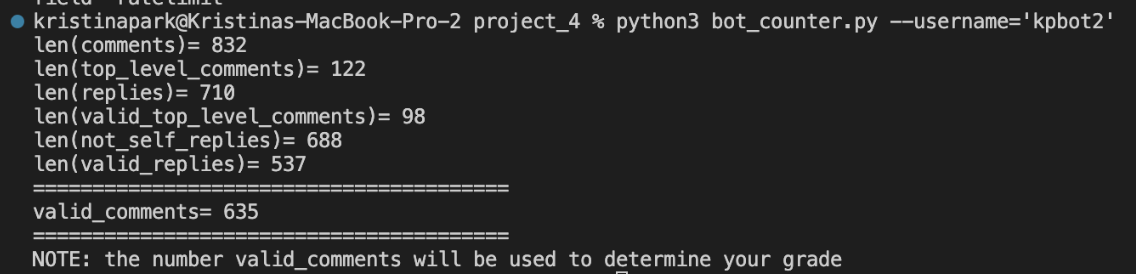 kristinapark@Kristinas-MacBook-Pro-2 project_4 % python3 bot_counter.py --username='kpbot2'
len(comments)= 832
len(top_level_comments)= 122
len(replies)= 710
len(valid_top_level_comments)= 98
len(not_self_replies)= 688
len(valid_replies)= 537
========================================
valid_comments= 635
========================================
NOTE: the number valid_comments will be used to determine your grade